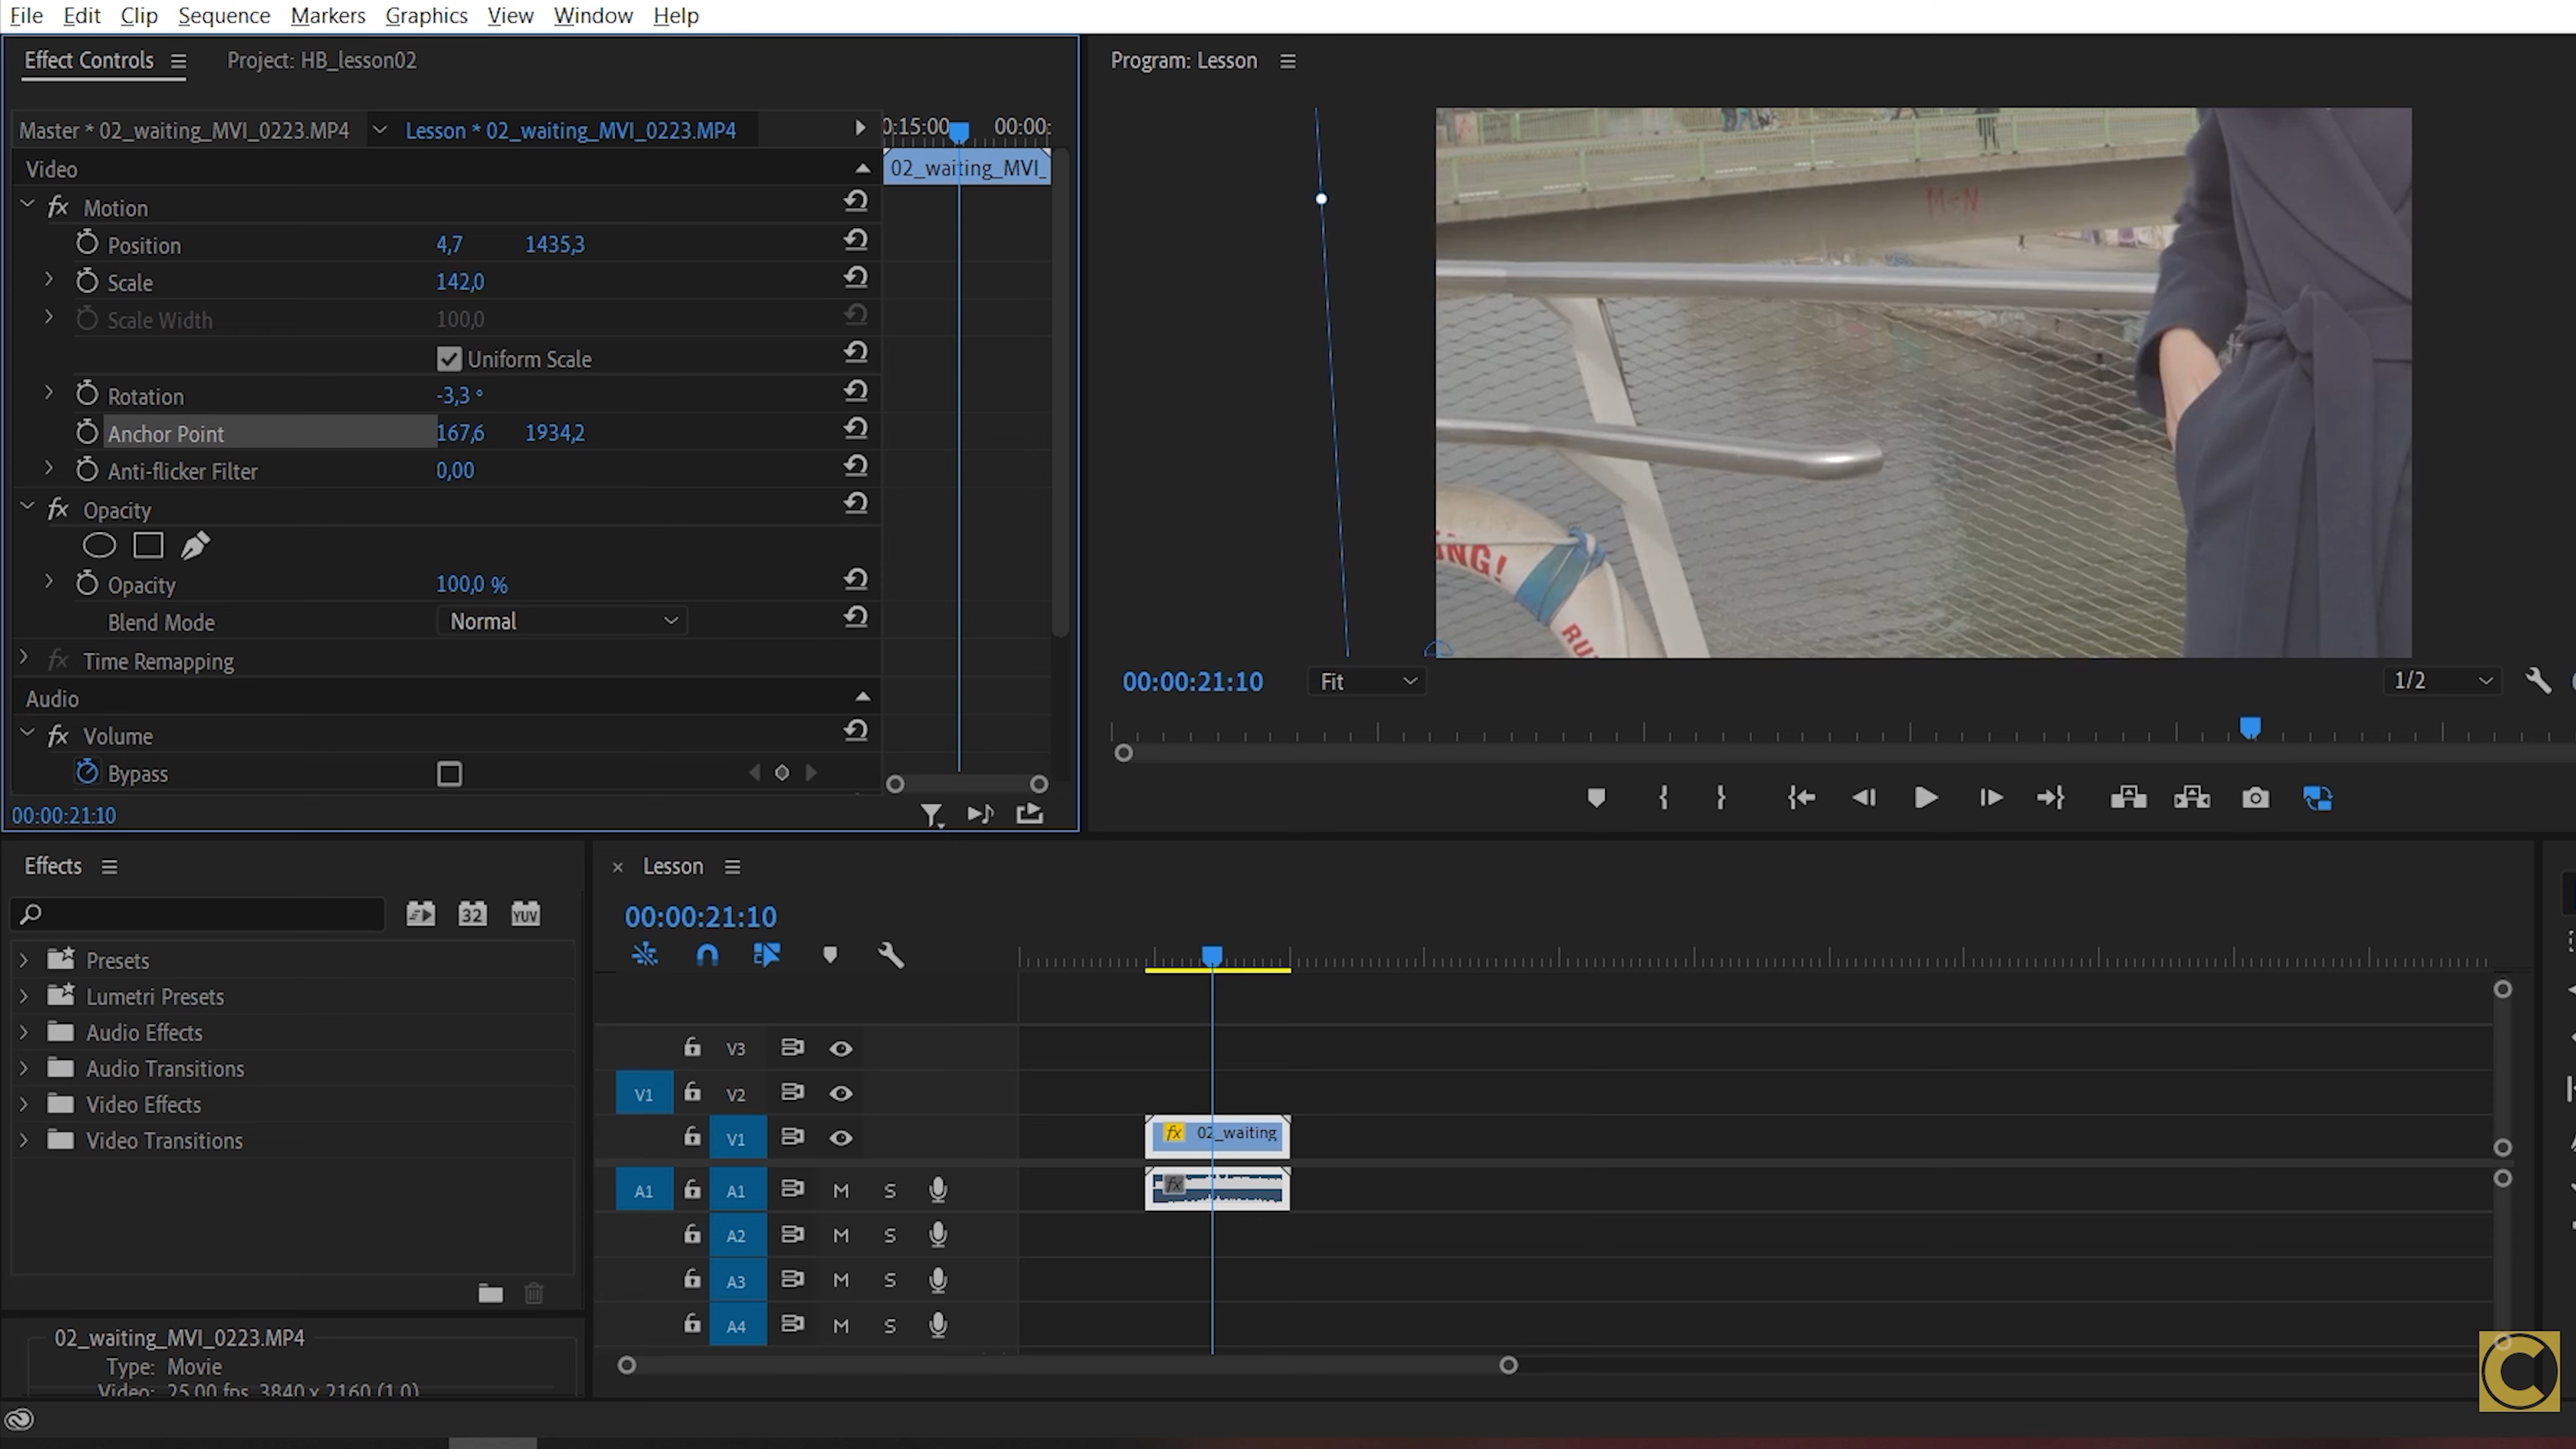 File Edit Clip Sequence Markers Graphics View Window Help
Effect Controls Project: HB_lesson02
Program: Lesson
Master * 02_waiting_MVI_0223.MP4 Lesson * 02_waiting_MVI_0223.MP4
0:15:00 00:00:
Video
02_waiting_MVI_
Motion
Position 4,7 1435,3
Scale 142,0
Scale Width 100,0
Uniform Scale
Rotation -3,3 °
Anchor Point 167,6 1934,2
Anti-flicker Filter 0,00
Opacity
Opacity 100,0 %
Blend Mode Normal
Time Remapping
Audio
Volume
Bypass
00:00:21:10
M+N
NG!
RU
00:00:21:10 Fit 1/2
Effects
32 YUV
Presets
Lumetri Presets
Audio Effects
Audio Transitions
Video Effects
Video Transitions
02_waiting_MVI_0223.MP4
Type: Movie
Video: 25.00 fps, 3840 x 2160 (1.0)
× Lesson
00:00:21:10
V3
V1 V2
V1 fx 02_waiting
A1 A1 M S fx
A2 M S
A3 M S
A4 M S
C